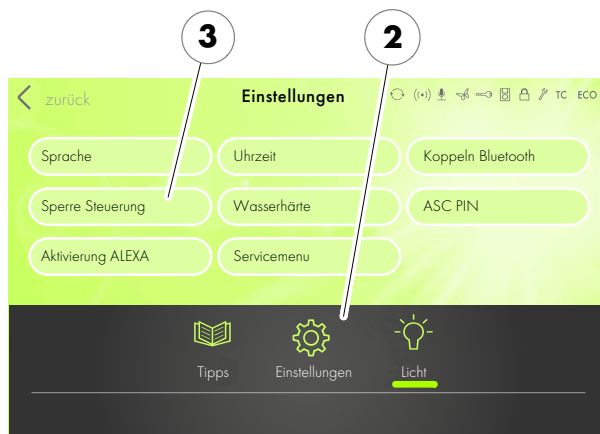 3 2
zurück Einstellungen TC ECO
Sprache Uhrzeit Koppeln Bluetooth
Sperre Steuerung Wasserhärte ASC PIN
Aktivierung ALEXA Servicemenu
Tipps Einstellungen Licht